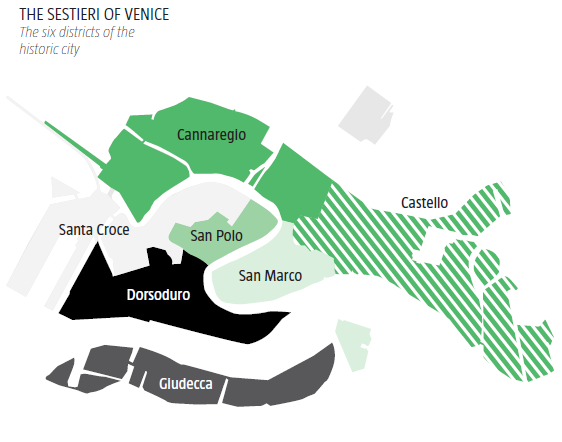 THE SESTIERI OF VENICE
The six districts of the
historic city
Cannaregio
Castello
Santa Croce
San Polo
San Marco
Dorsoduro
Gludecca